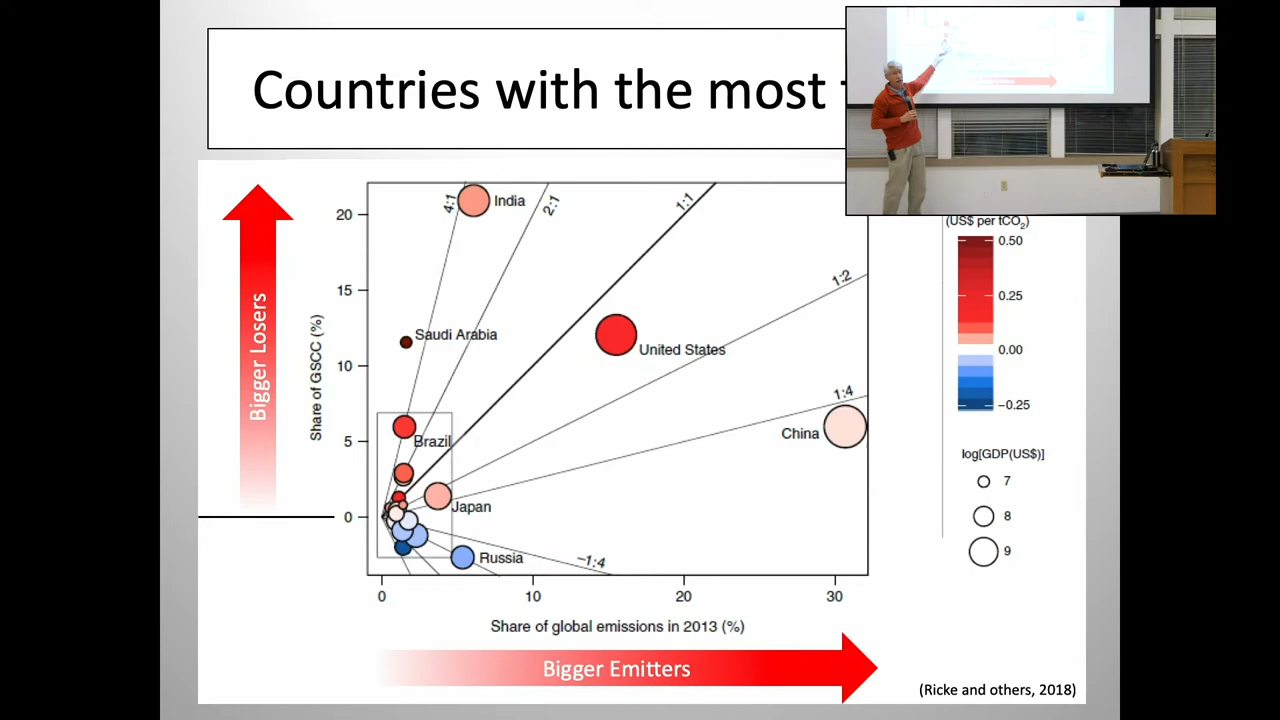 Countries with the most
Bigger Losers
Share of GSCC (%)
20
15
10
5
0
4:1
2:1
1:1
1:2
1:4
−1:4
India
Saudi Arabia
United States
Brazil
China
Japan
Russia
0
10
20
30
Share of global emissions in 2013 (%)
Bigger Emitters
(US$ per tCO₂)
0.50
0.25
0.00
−0.25
log[GDP(US$)]
7
8
9
(Ricke and others, 2018)